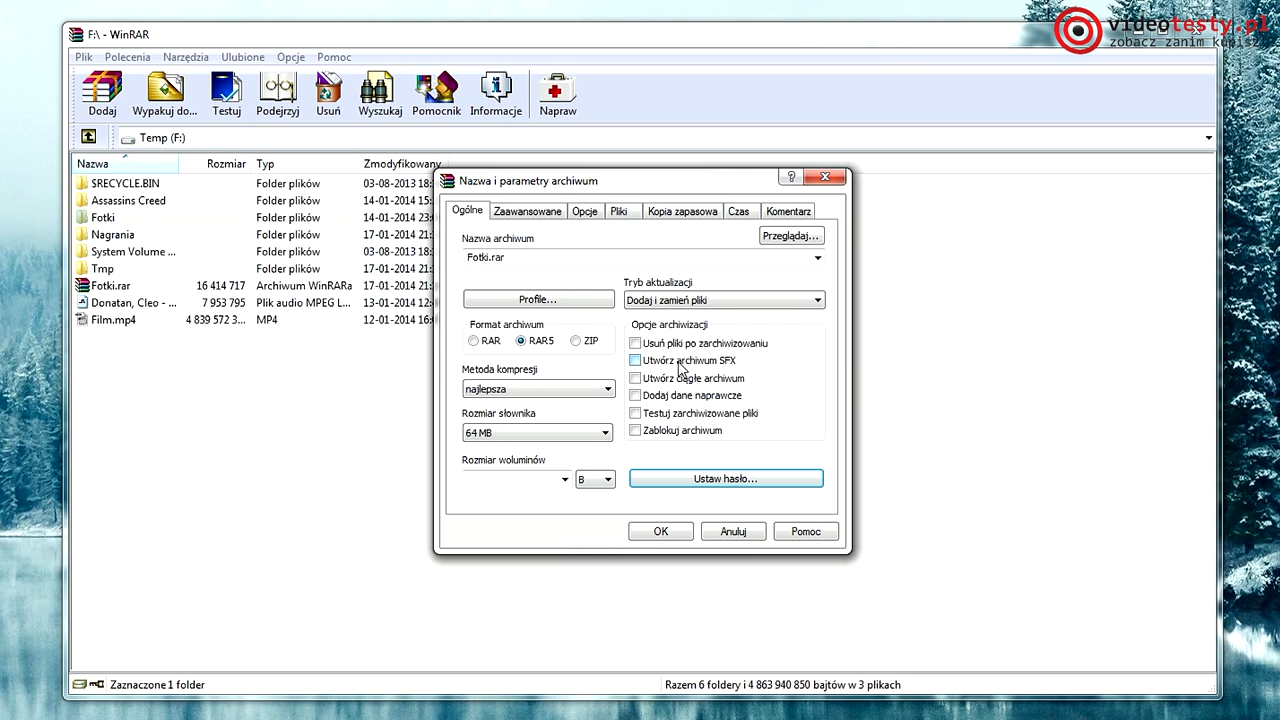 videotesty.pl
zobacz zanim kupisz
F:\ - WinRAR
Plik Polecenia Narzędzia Ulubione Opcje Pomoc
Dodaj Wypakuj do... Testuj Podejrzyj Usuń Wyszukaj Pomocnik Informacje Napraw
Temp (F:)
Nazwa Rozmiar Typ Zmodyfikowany
$RECYCLE.BIN Folder plików 03-08-2013 18:
Assassins Creed Folder plików 14-01-2014 15:
Fotki Folder plików 14-01-2014 23:
Nagrania Folder plików 17-01-2014 21:
System Volume ... Folder plików 03-08-2013 18:
Tmp Folder plików 17-01-2014 21:
Fotki.rar 16 414 717 Archiwum WinRARa 17-01-2014 21:
Donatan, Cleo - ... 7 953 795 Plik audio MPEG L... 13-01-2014 12:
Film.mp4 4 839 572 3... MP4 12-01-2014 16:
Nazwa i parametry archiwum
Ogólne Zaawansowane Opcje Pliki Kopia zapasowa Czas Komentarz
Nazwa archiwum
Przeglądaj...
Fotki.rar
Tryb aktualizacji
Profile...
Dodaj i zamień pliki
Format archiwum
RAR RAR5 ZIP
Opcje archiwizacji
Usuń pliki po zarchiwizowaniu
Utwórz archiwum SFX
Utwórz ciągłe archiwum
Dodaj dane naprawcze
Testuj zarchiwizowane pliki
Zablokuj archiwum
Metoda kompresji
najlepsza
Rozmiar słownika
64 MB
Rozmiar woluminów
B
Ustaw hasło...
OK Anuluj Pomoc
Zaznaczone 1 folder
Razem 6 foldery i 4 863 940 850 bajtów w 3 plikach